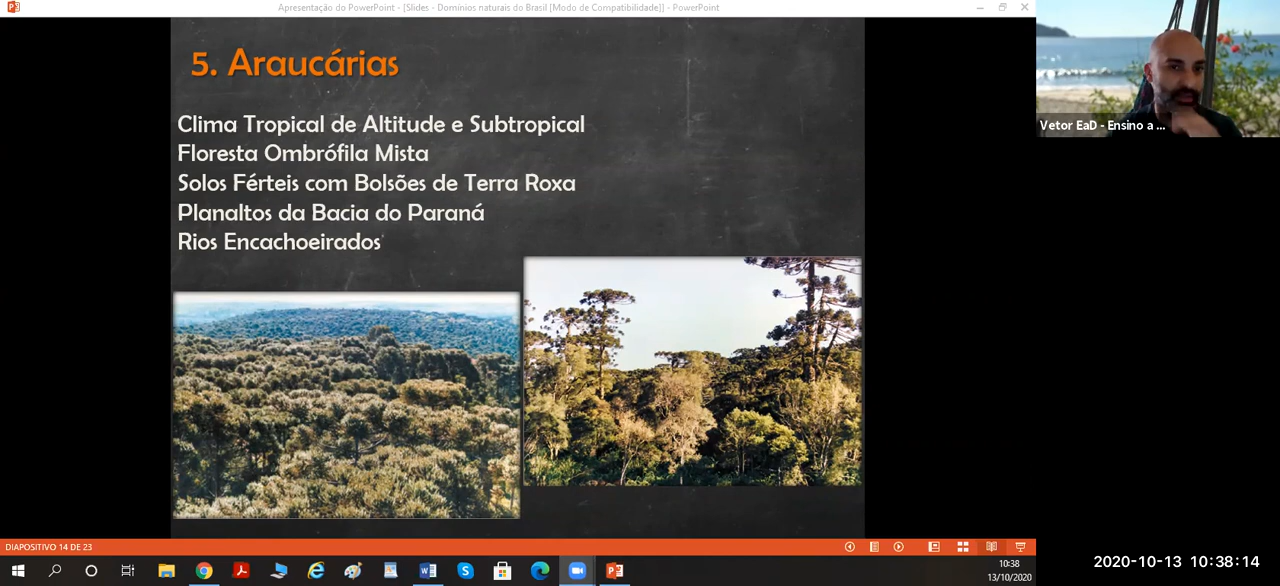 Apresentação do PowerPoint - [Slides - Domínios naturais do Brasil [Modo de Compatibilidade]] - PowerPoint
5. Araucárias
Clima Tropical de Altitude e Subtropical
Floresta Ombrófila Mista
Solos Férteis com Bolsões de Terra Roxa
Planaltos da Bacia do Paraná
Rios Encachoeirados
Vetor EaD - Ensino a ...
DIAPOSITIVO 14 DE 23
10:38
13/10/2020
2020-10-13 10:38:14